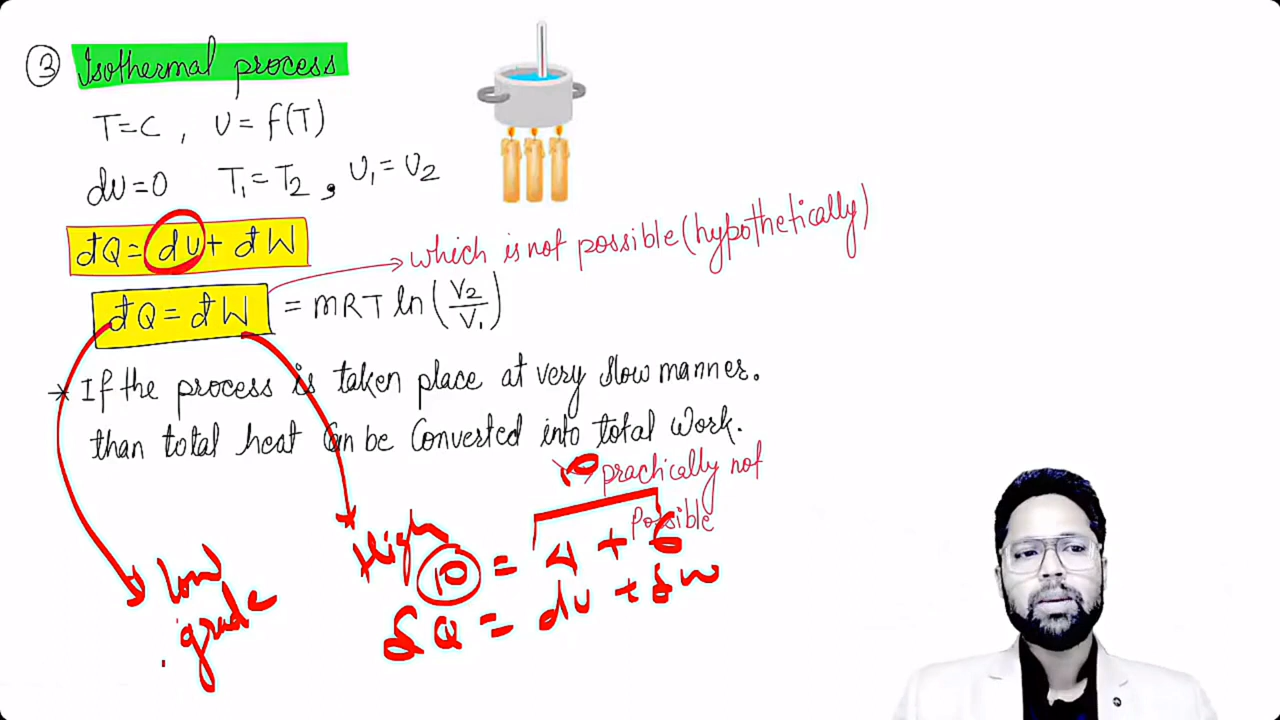 ③ Isothermal process
T=C, U = f(T)
dU=0 T₁=T₂, U₁=U₂
đQ = dU + đW
which is not possible (hypothetically)
đQ = đW = mRT ln (V₂/V₁)
* If the process is taken place at very slow manner.
than total heat can be converted into total work.
→ practically not
possible
10
High
10 = 4 + 6
δQ = dU + δW
Low
grade